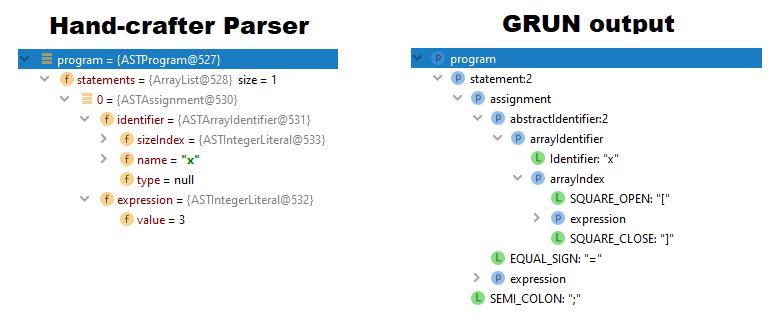 Hand-crafter Parser
program = {ASTProgram@527}
f statements = {ArrayList@528} size = 1
0 = {ASTAssignment@530}
f identifier = {ASTArrayIdentifier@531}
f sizeIndex = {ASTIntegerLiteral@533}
f name = "x"
f type = null
f expression = {ASTIntegerLiteral@532}
f value = 3
GRUN output
p program
p statement:2
p assignment
p abstractIdentifier:2
p arrayIdentifier
L Identifier: "x"
p arrayIndex
L SQUARE_OPEN: "["
p expression
L SQUARE_CLOSE: "]"
L EQUAL_SIGN: "="
p expression
L SEMI_COLON: ";"